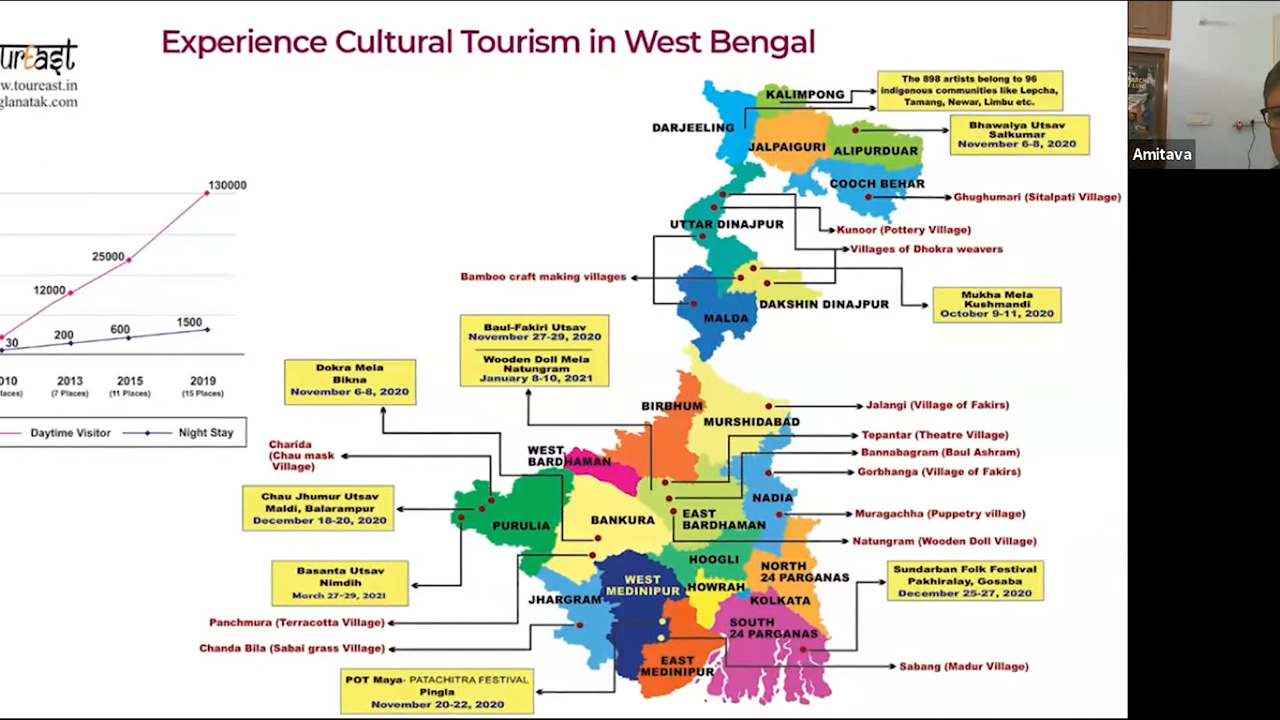 Experience Cultural Tourism in West Bengal
w.toureast.in
glanatak.com
130000
25000
12000
1500
600
200
30
010
2013
2015
2019
(7 Places)
(11 Places)
(15 Places)
Daytime Visitor
Night Stay
KALIMPONG
DARJEELING
JALPAIGURI
ALIPURDUAR
COOCH BEHAR
UTTAR DINAJPUR
DAKSHIN DINAJPUR
MALDA
BIRBHUM
MURSHIDABAD
WEST
BARDHAMAN
PURULIA
BANKURA
EAST
BARDHAMAN
NADIA
HOOGLI
NORTH
24 PARGANAS
WEST
MEDINIPUR
HOWRAH
JHARGRAM
KOLKATA
SOUTH
24 PARGANAS
EAST
MEDINIPUR
The 898 artists belong to 96
indigenous communities like Lepcha,
Tamang, Newar, Limbu etc.
Bhawaiya Utsav
Salkumar
November 6-8, 2020
Ghughumari (Sitalpati Village)
Kunoor (Pottery Village)
Villages of Dhokra weavers
Bamboo craft making villages
Mukha Mela
Kushmandi
October 9-11, 2020
Baul-Fakiri Utsav
November 27-29, 2020
Wooden Doll Mela
Natungram
January 8-10, 2021
Dokra Mela
Bikna
November 6-8, 2020
Jalangi (Village of Fakirs)
Tepantar (Theatre Village)
Bannabagram (Baul Ashram)
Gorbhanga (Village of Fakirs)
Muragachha (Puppetry village)
Natungram (Wooden Doll Village)
Charida
(Chau mask
Village)
Chau Jhumur Utsav
Maldi, Balarampur
December 18-20, 2020
Basanta Utsav
Nimdih
March 27-29, 2021
Sundarban Folk Festival
Pakhiralay, Gosaba
December 25-27, 2020
Panchmura (Terracotta Village)
Chanda Bila (Sabai grass Village)
Sabang (Madur Village)
POT Maya- PATACHITRA FESTIVAL
Pingla
November 20-22, 2020
Amitava